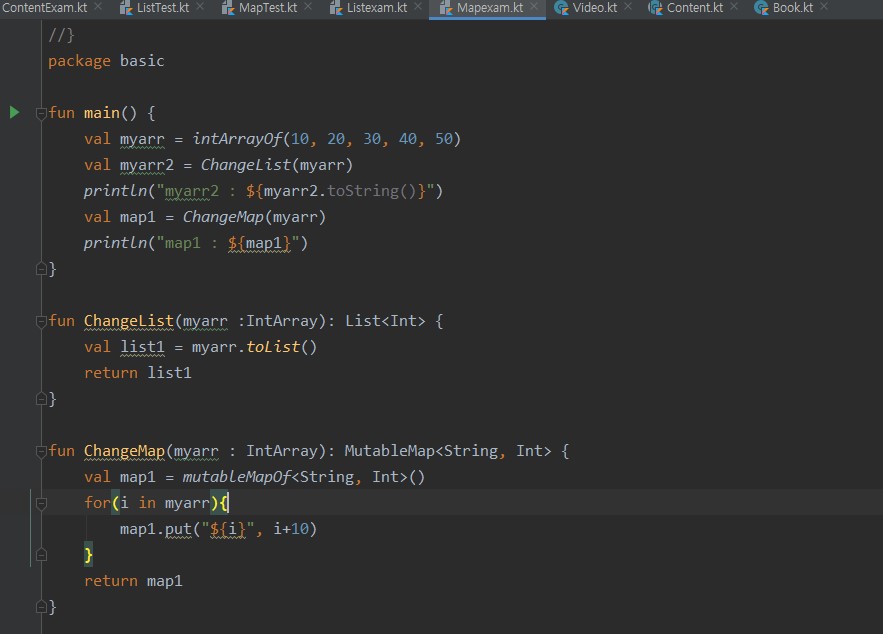 ContentExam.kt ListTest.kt MapTest.kt Listexam.kt Mapexam.kt Video.kt Content.kt Book.kt
//}
package basic
fun main() {
val myarr = intArrayOf(10, 20, 30, 40, 50)
val myarr2 = ChangeList(myarr)
println("myarr2 : ${myarr2.toString()}")
val map1 = ChangeMap(myarr)
println("map1 : ${map1}")
}
fun ChangeList(myarr :IntArray): List<Int> {
val list1 = myarr.toList()
return list1
}
fun ChangeMap(myarr : IntArray): MutableMap<String, Int> {
val map1 = mutableMapOf<String, Int>()
for(i in myarr){
map1.put("${i}", i+10)
}
return map1
}